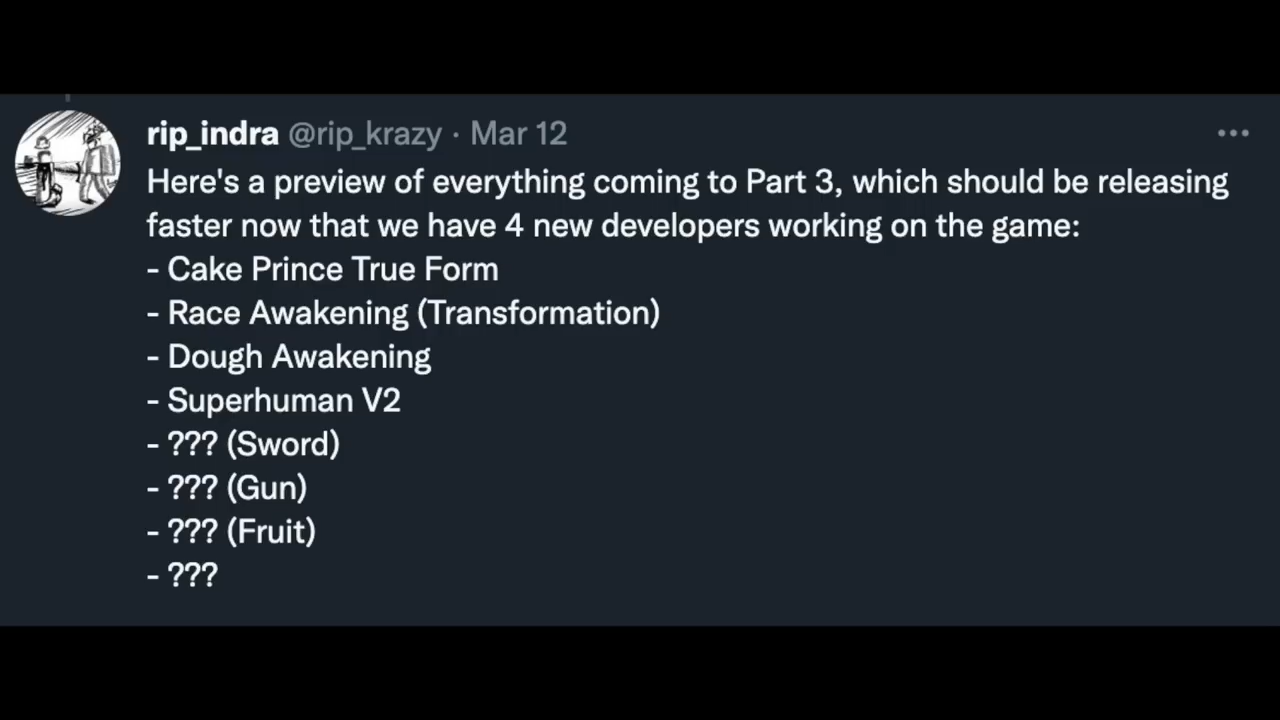 rip_indra @rip_krazy · Mar 12
Here's a preview of everything coming to Part 3, which should be releasing
faster now that we have 4 new developers working on the game:
- Cake Prince True Form
- Race Awakening (Transformation)
- Dough Awakening
- Superhuman V2
- ??? (Sword)
- ??? (Gun)
- ??? (Fruit)
- ???